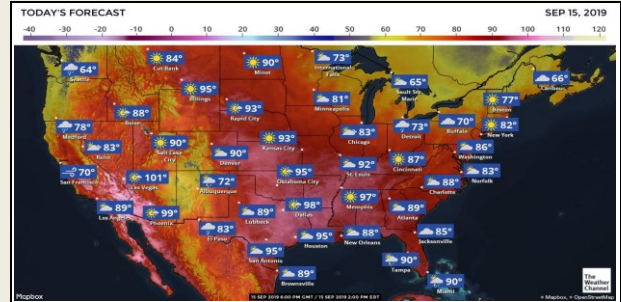 TODAY'S FORECAST
SEP 15, 2019
-40 -30 -20 -10 0 10 20 30 40 50 60 70 80 90 100 110 120
64°
Seattle
84°
Cut Bank
90°
Minot
73°
International
Falls
66°
Caribou
95°
Billings
65°
Sault Ste.
Marie
88°
Boise
93°
Rapid City
81°
Minneapolis
77°
Boston
78°
Medford
73°
Detroit
70°
Buffalo
82°
New York
83°
Reno
90°
Salt Lake
City
93°
Kansas City
83°
Chicago
86°
Washington
70°
San Francisco
90°
Denver
92°
St. Louis
87°
Cincinnati
83°
Norfolk
101°
Las Vegas
72°
Albuquerque
95°
Oklahoma City
88°
Charlotte
89°
Los Angeles
99°
Phoenix
89°
Lubbock
98°
Dallas
97°
Memphis
89°
Atlanta
83°
El Paso
95°
Houston
88°
New Orleans
85°
Jacksonville
95°
San Antonio
90°
Tampa
89°
Brownsville
90°
Miami
The
Weather
Channel
Mapbox
15 SEP 2019 6:00 PM GMT / 15 SEP 2019 2:00 PM EDT
© Mapbox, © OpenStreetMap